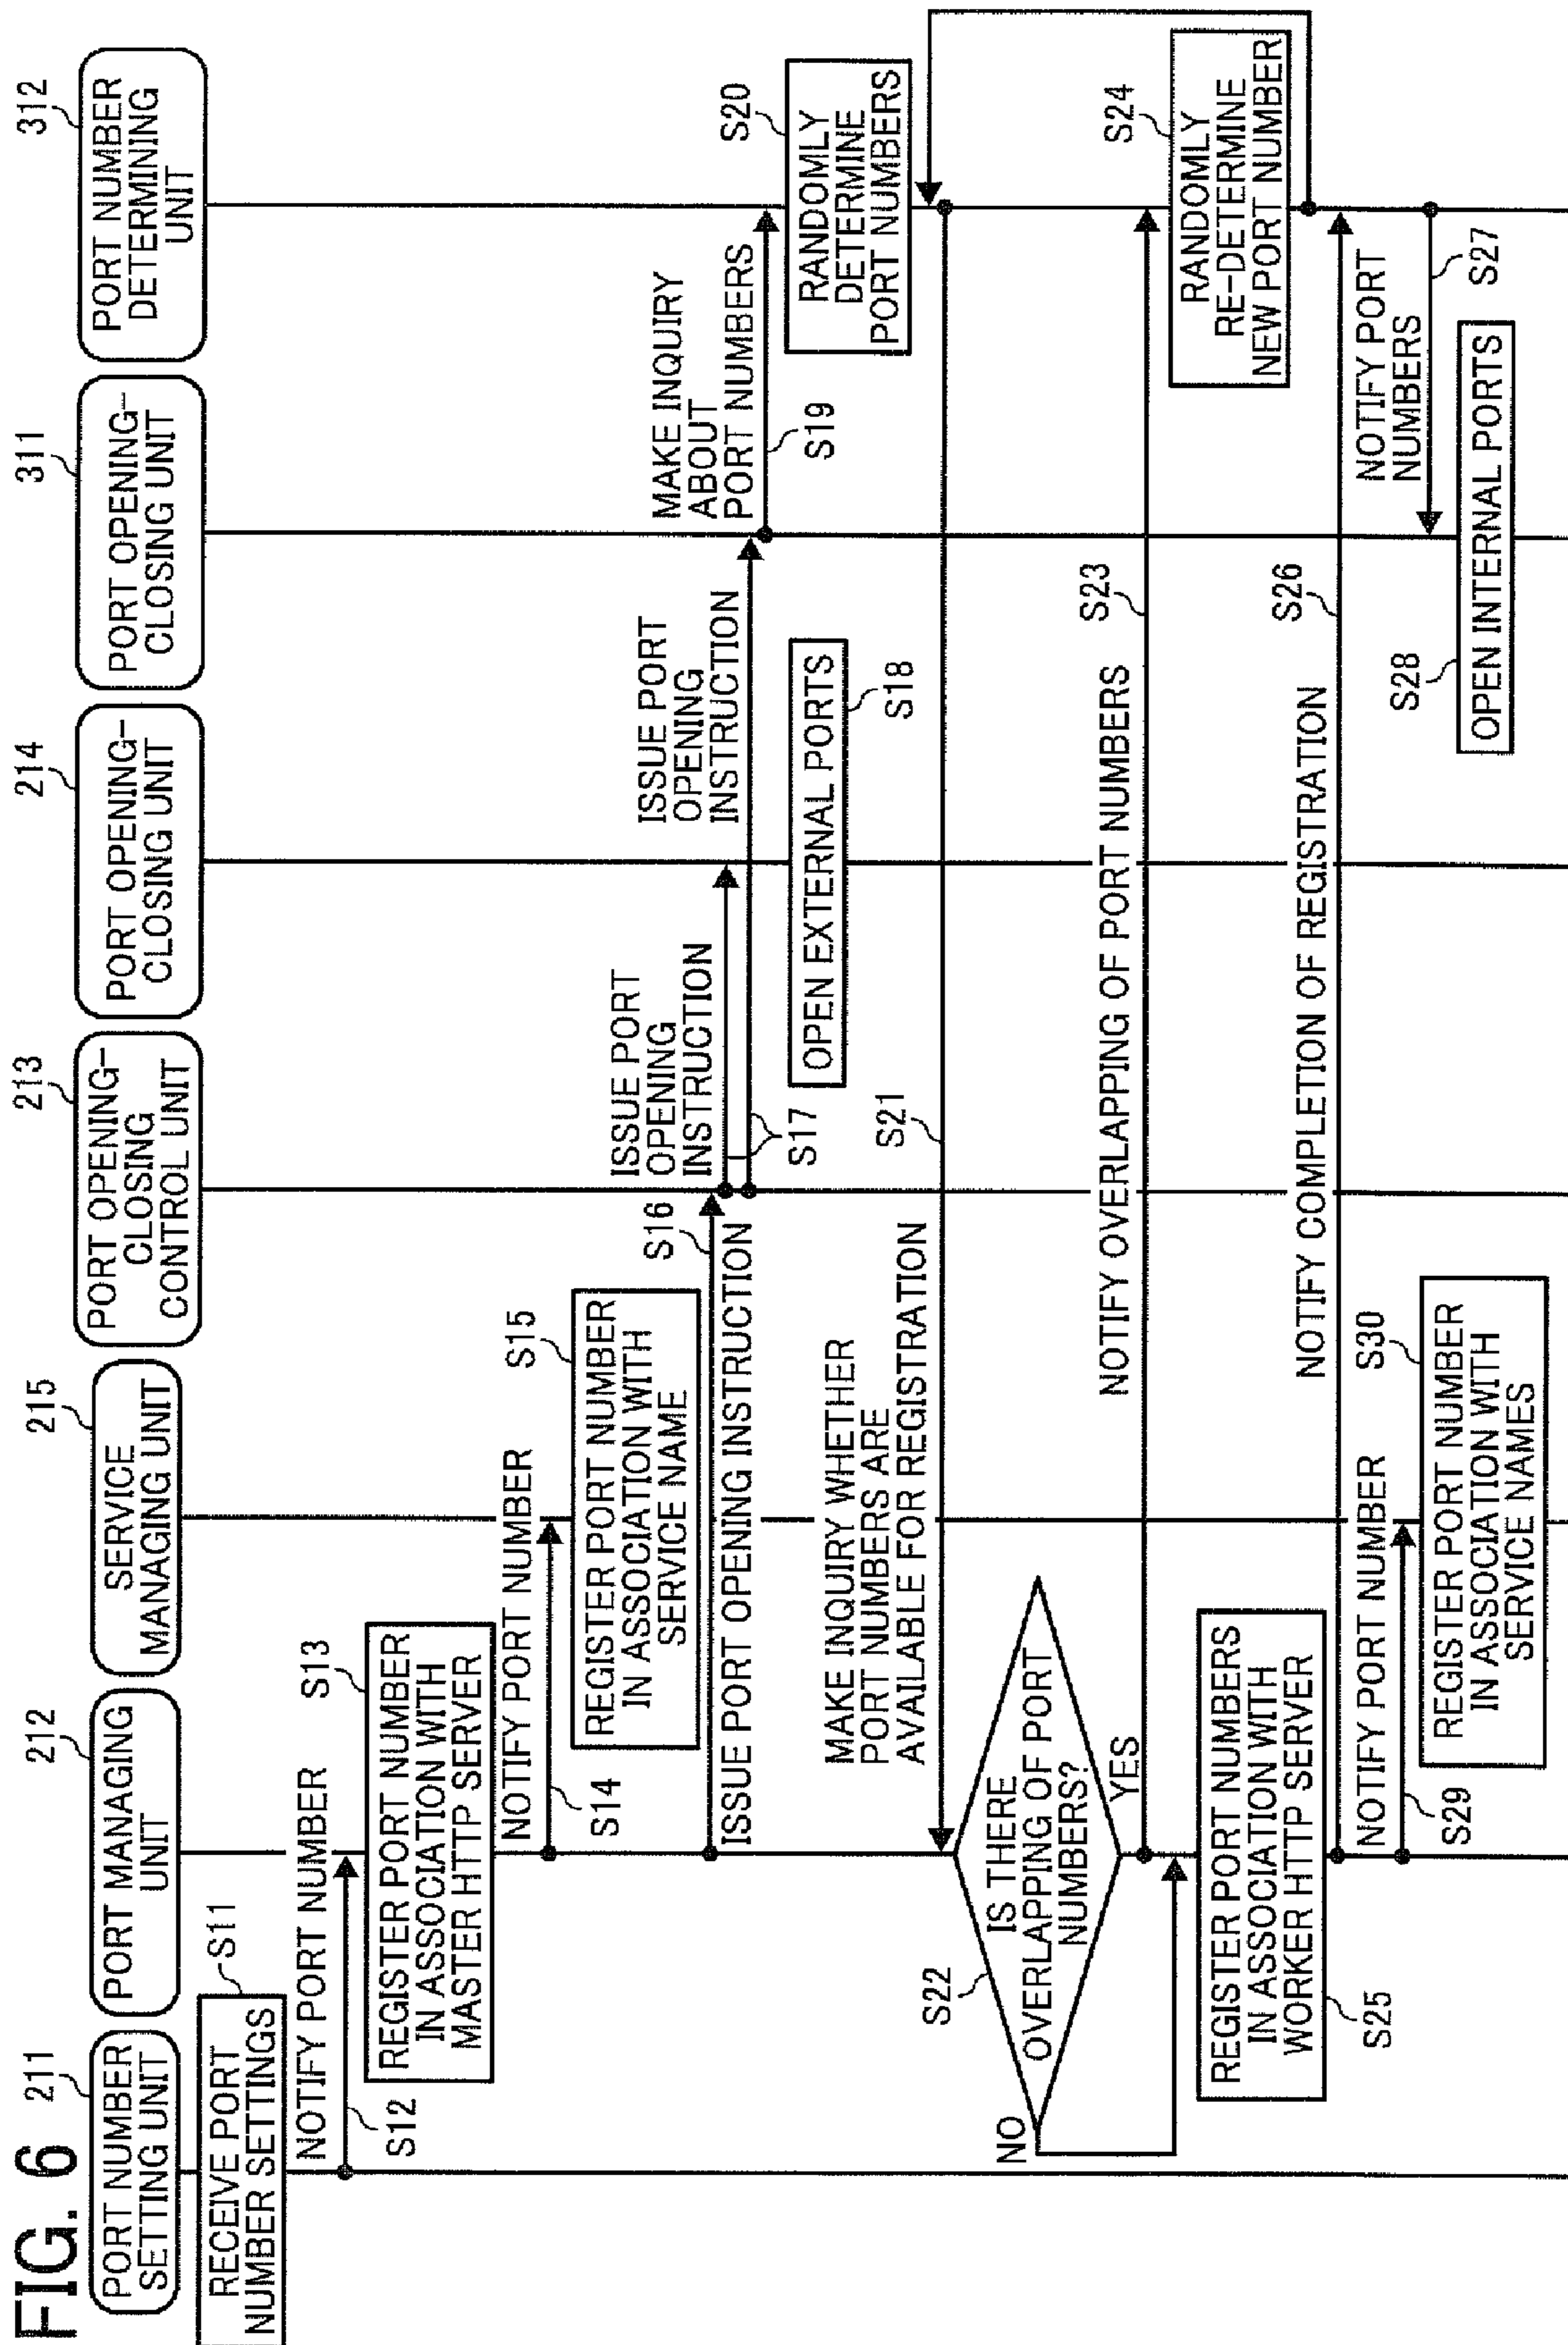 FIG. 6
211
PORT NUMBER
SETTING UNIT
212
PORT MANAGING
UNIT
215
SERVICE
MANAGING UNIT
213
PORT OPENING-
CLOSING
CONTROL UNIT
214
PORT OPENING-
CLOSING UNIT
311
PORT OPENING-
CLOSING UNIT
312
PORT NUMBER
DETERMINING
UNIT
RECEIVE PORT
NUMBER SETTINGS
S11
NOTIFY PORT NUMBER
S12
S13
REGISTER PORT NUMBER
IN ASSOCIATION WITH
MASTER HTTP SERVER
NOTIFY PORT NUMBER
S14
S15
REGISTER PORT NUMBER
IN ASSOCIATION WITH
SERVICE NAME
S16
ISSUE PORT OPENING INSTRUCTION
ISSUE PORT
OPENING
INSTRUCTION
S17
ISSUE PORT
OPENING
INSTRUCTION
OPEN EXTERNAL PORTS
S18
MAKE INQUIRY
ABOUT
PORT NUMBERS
S19
S20
RANDOMLY
DETERMINE
PORT NUMBERS
S21
MAKE INQUIRY WHETHER
PORT NUMBERS ARE
AVAILABLE FOR REGISTRATION
S22
IS THERE
OVERLAPPING OF PORT
NUMBERS?
NO
YES
NOTIFY OVERLAPPING OF PORT NUMBERS
S23
S24
RANDOMLY
RE-DETERMINE
NEW PORT NUMBER
REGISTER PORT NUMBERS
IN ASSOCIATION WITH
WORKER HTTP SERVER
S25
NOTIFY COMPLETION OF REGISTRATION
S26
NOTIFY PORT
NUMBERS
S27
S28
OPEN INTERNAL PORTS
NOTIFY PORT NUMBER
S29
S30
REGISTER PORT NUMBER
IN ASSOCIATION WITH
SERVICE NAMES